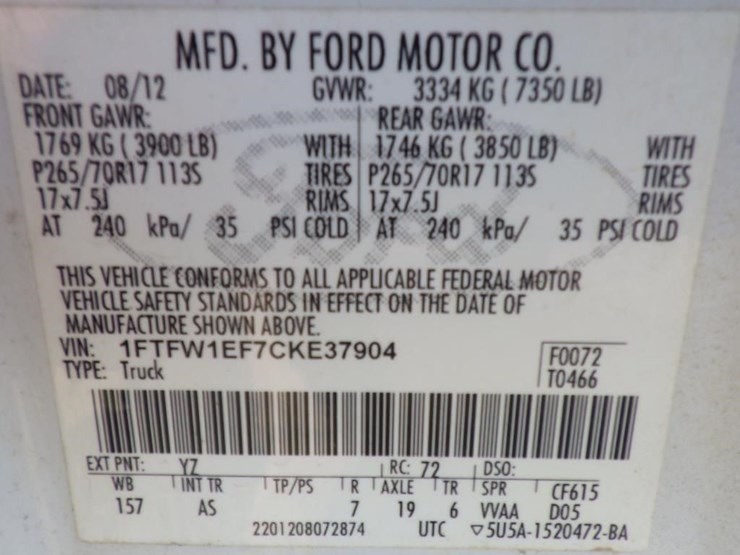 MFD. BY FORD MOTOR CO.
DATE: 08/12 GVWR: 3334 KG ( 7350 LB)
FRONT GAWR: REAR GAWR:
1769 KG ( 3900 LB) WITH 1746 KG ( 3850 LB) WITH
P265/70R17 113S TIRES P265/70R17 113S TIRES
17x7.5J RIMS 17x7.5J RIMS
AT 240 kPa/ 35 PSI COLD AT 240 kPa/ 35 PSI COLD
THIS VEHICLE CONFORMS TO ALL APPLICABLE FEDERAL MOTOR
VEHICLE SAFETY STANDARDS IN EFFECT ON THE DATE OF
MANUFACTURE SHOWN ABOVE.
VIN: 1FTFW1EF7CKE37904 F0072
TYPE: Truck T0466
EXT PNT: YZ RC: 72 DSO:
WB INT TR TP/PS R AXLE TR SPR CF615
157 AS 7 19 6 VVAA D05
2201208072874 UTC ▽5U5A-1520472-BA